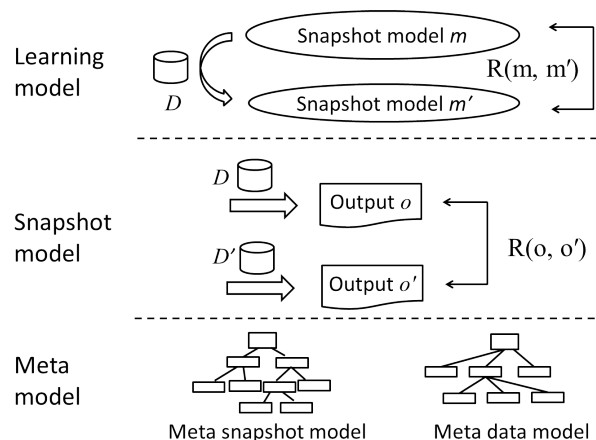 Learning
model
D
Snapshot model m
Snapshot model m′
R(m, m′)
Snapshot
model
D
Output o
D′
Output o′
R(o, o′)
Meta
model
Meta snapshot model
Meta data model